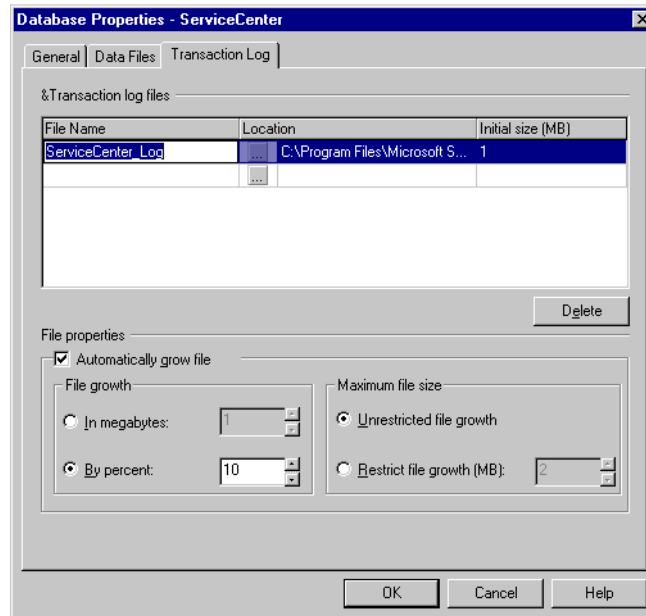 Database Properties - ServiceCenter
General Data Files Transaction Log
&Transaction log files
File Name Location Initial size (MB)
ServiceCenter_Log ... C:\Program Files\Microsoft S... 1
...
Delete
File properties
Automatically grow file
File growth Maximum file size
In megabytes: 1 Unrestricted file growth
By percent: 10 Restrict file growth (MB): 2
OK Cancel Help